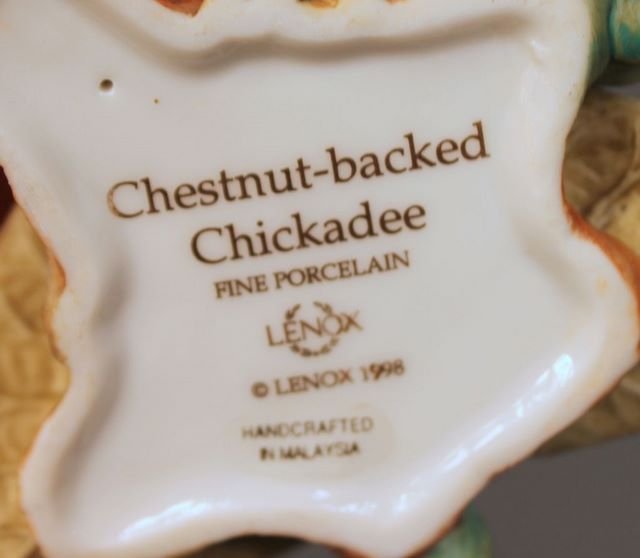 Chestnut-backed
Chickadee
FINE PORCELAIN
LENOX
© LENOX 1998
HANDCRAFTED
IN MALAYSIA